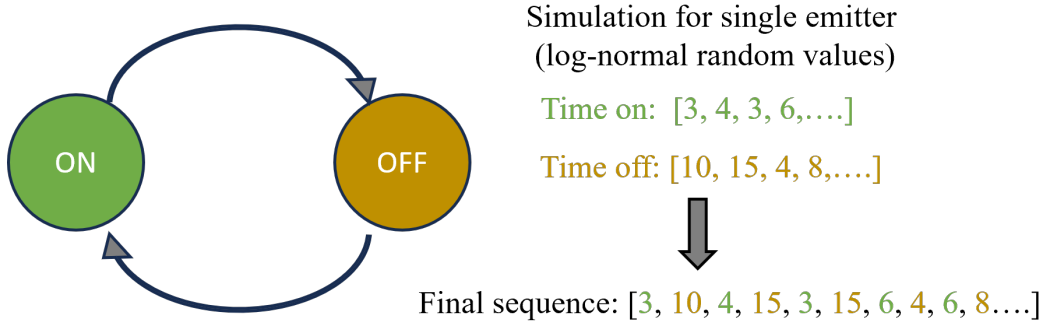 Simulation for single emitter
(log-normal random values)
Time on: [3, 4, 3, 6,....]
ON
OFF
Time off: [10, 15, 4, 8,....]
Final sequence: [3, 10, 4, 15, 3, 15, 6, 4, 6, 8....]